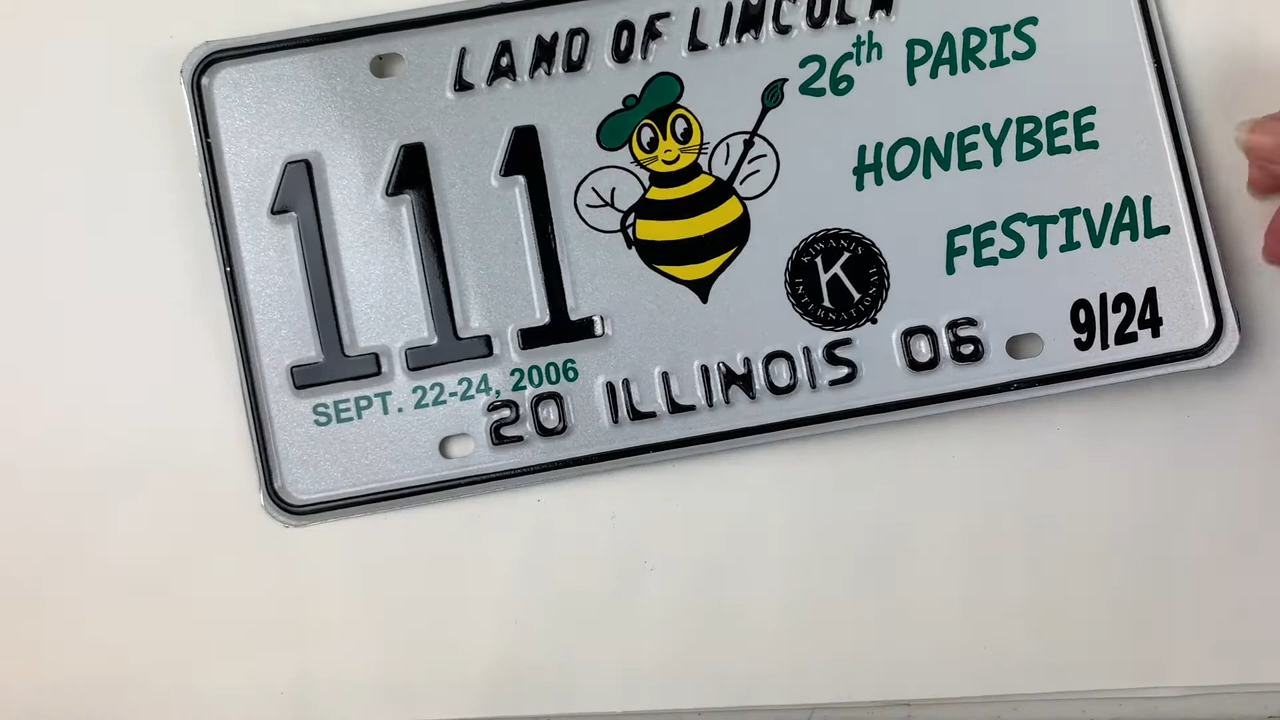 LAND OF LINCOLN
26th PARIS
HONEYBEE
FESTIVAL
111
KIWANIS
K
INTERNATIONAL
9/24
SEPT. 22-24, 2006
20 ILLINOIS 06